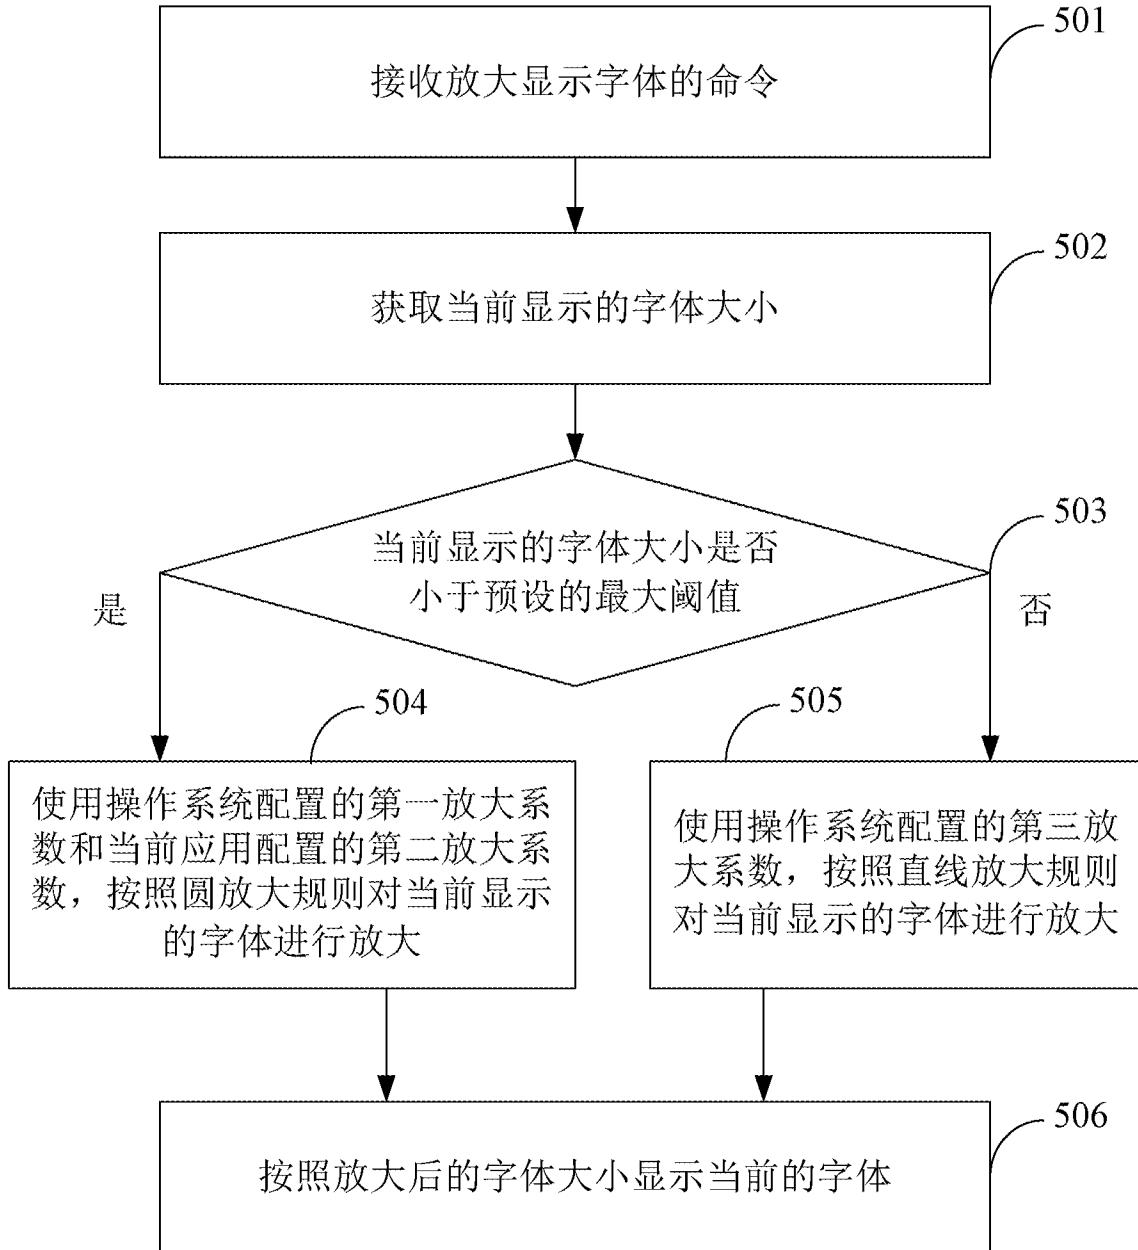 501
接收放大显示字体的命令
502
获取当前显示的字体大小
503
当前显示的字体大小是否
小于预设的最大阈值
是
否
504
使用操作系统配置的第一放大系
数和当前应用配置的第二放大系
数，按照圆放大规则对当前显示
的字体进行放大
505
使用操作系统配置的第三放
大系数，按照直线放大规则
对当前显示的字体进行放大
506
按照放大后的字体大小显示当前的字体